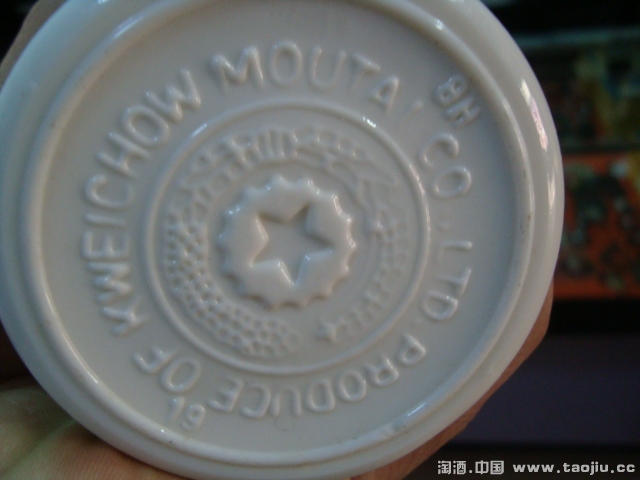 PRODUCE OF KWEICHOW MOUTA' CO., LTD.
BH
19
淘酒.中国 www.taojiu.cc